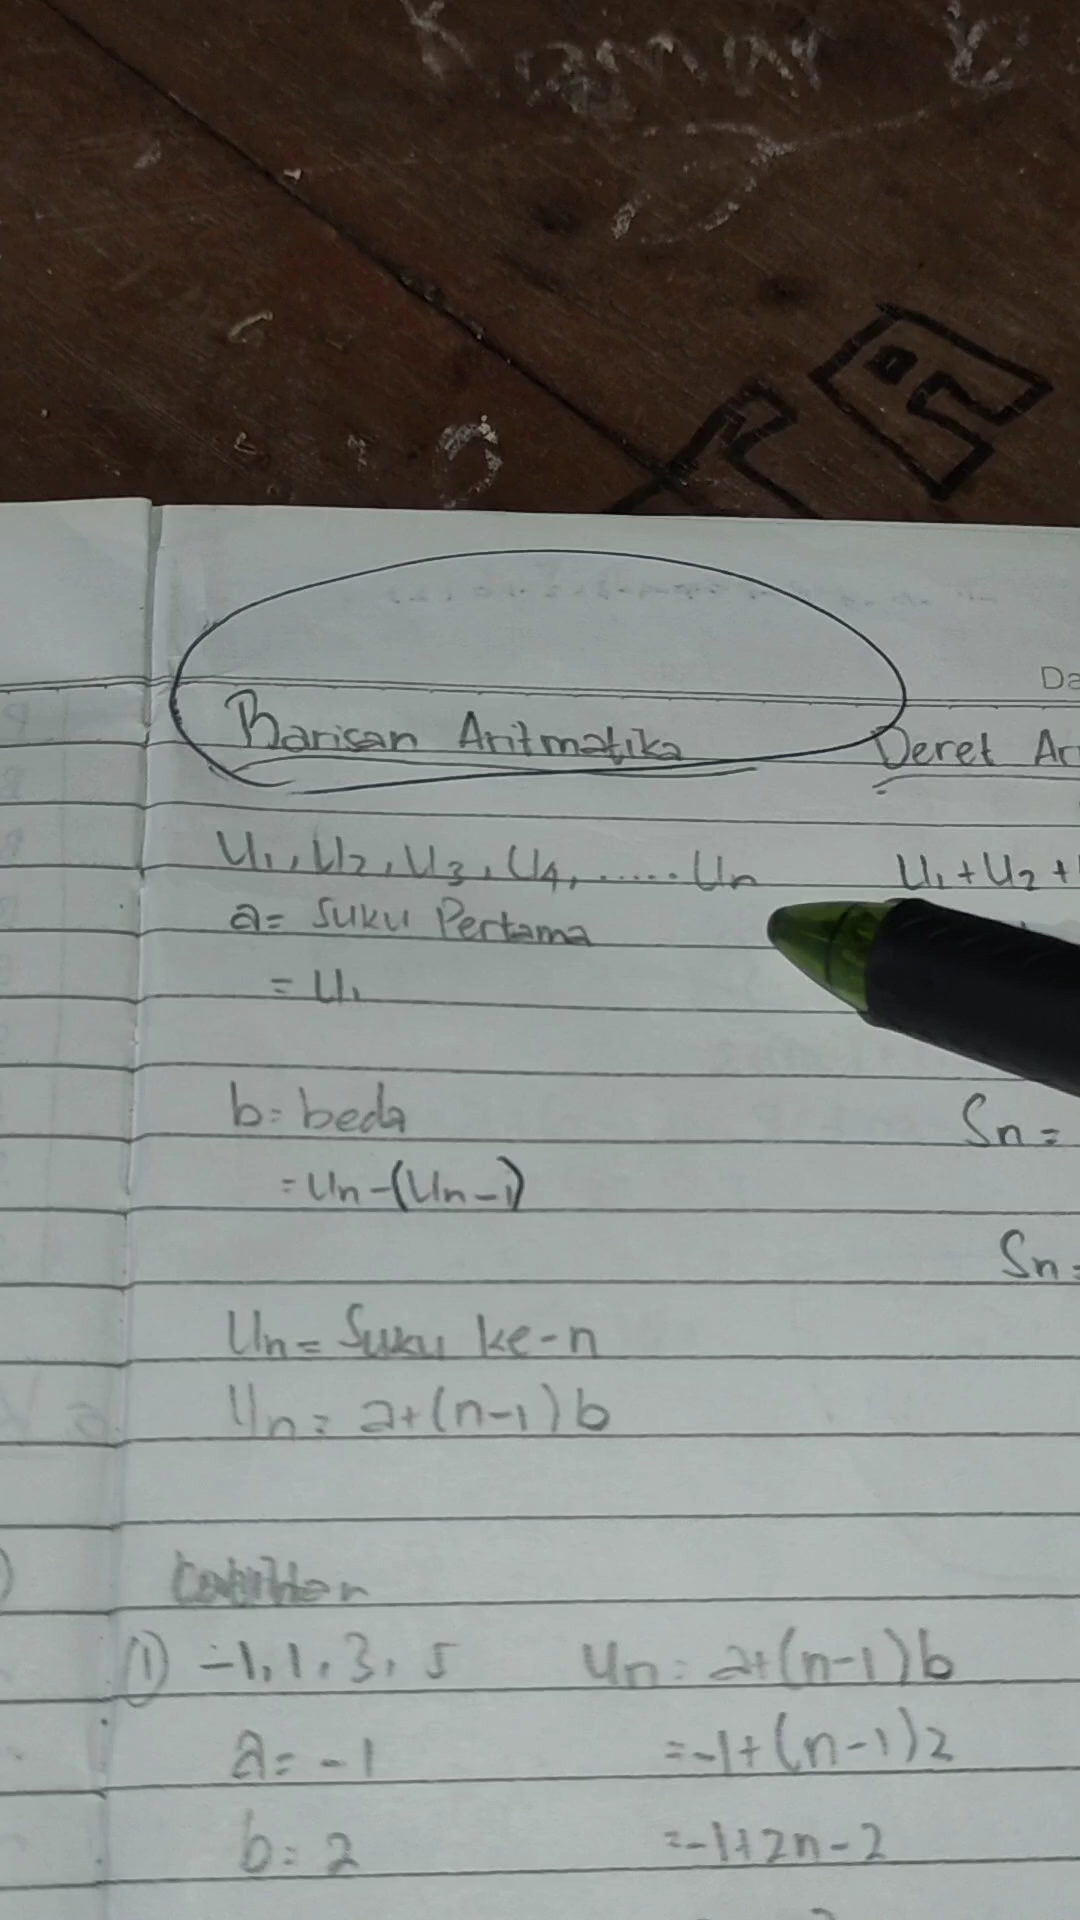 Da
Barisan Aritmatika
Deret Ar
U1, U2, U3, U4, ..... Un
U1 + U2 +
a = Suku Pertama
= U1
b = beda
Sn =
= Un - (Un - 1)
Sn =
Un = Suku ke-n
Un = a + (n-1) b
① -1, 1, 3, 5
Un = a + (n-1) b
a = -1
= -1 + (n-1) 2
b = 2
= -1 + 2n - 2